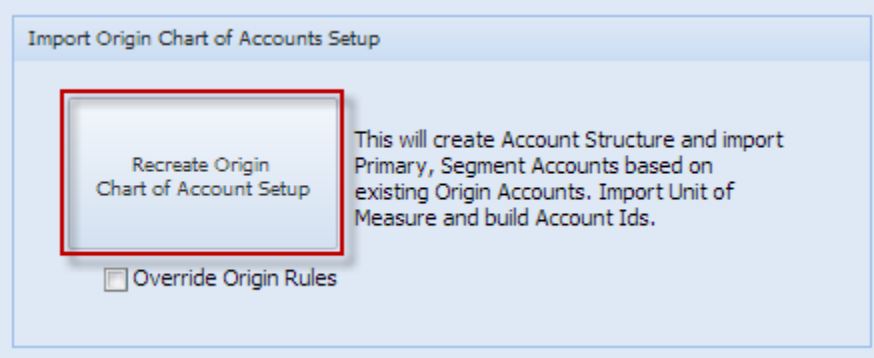 Import Origin Chart of Accounts Setup
Recreate Origin
Chart of Account Setup
This will create Account Structure and import
Primary, Segment Accounts based on
existing Origin Accounts. Import Unit of
Measure and build Account Ids.
Override Origin Rules